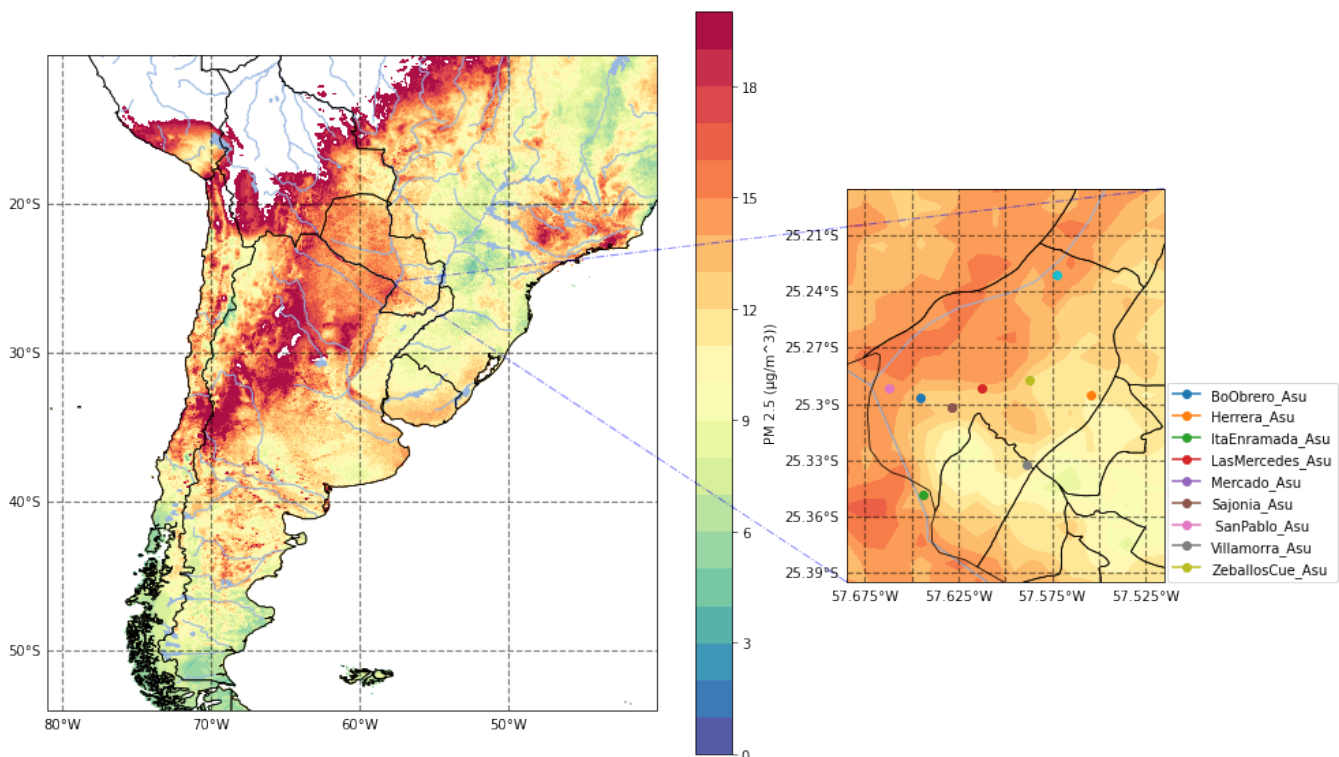 20°S
30°S
40°S
50°S
80°W
70°W
60°W
50°W
18
15
12
9
6
3
0
PM 2.5 (µg/m^3))
25.21°S
25.24°S
25.27°S
25.3°S
25.33°S
25.36°S
25.39°S
57.675°W
57.625°W
57.575°W
57.525°W
BoObrero_Asu
Herrera_Asu
ItaEnramada_Asu
LasMercedes_Asu
Mercado_Asu
Sajonia_Asu
SanPablo_Asu
Villamorra_Asu
ZeballosCue_Asu